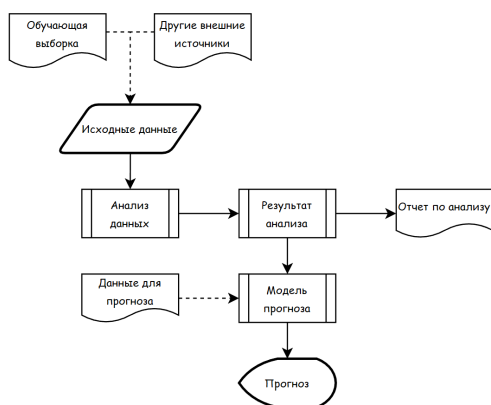 Обучающая
выборка
Другие внешние
источники
Исходные данные
Анализ
данных
Результат
анализа
Отчет по анализу
Данные для
прогноза
Модель
прогноза
Прогноз